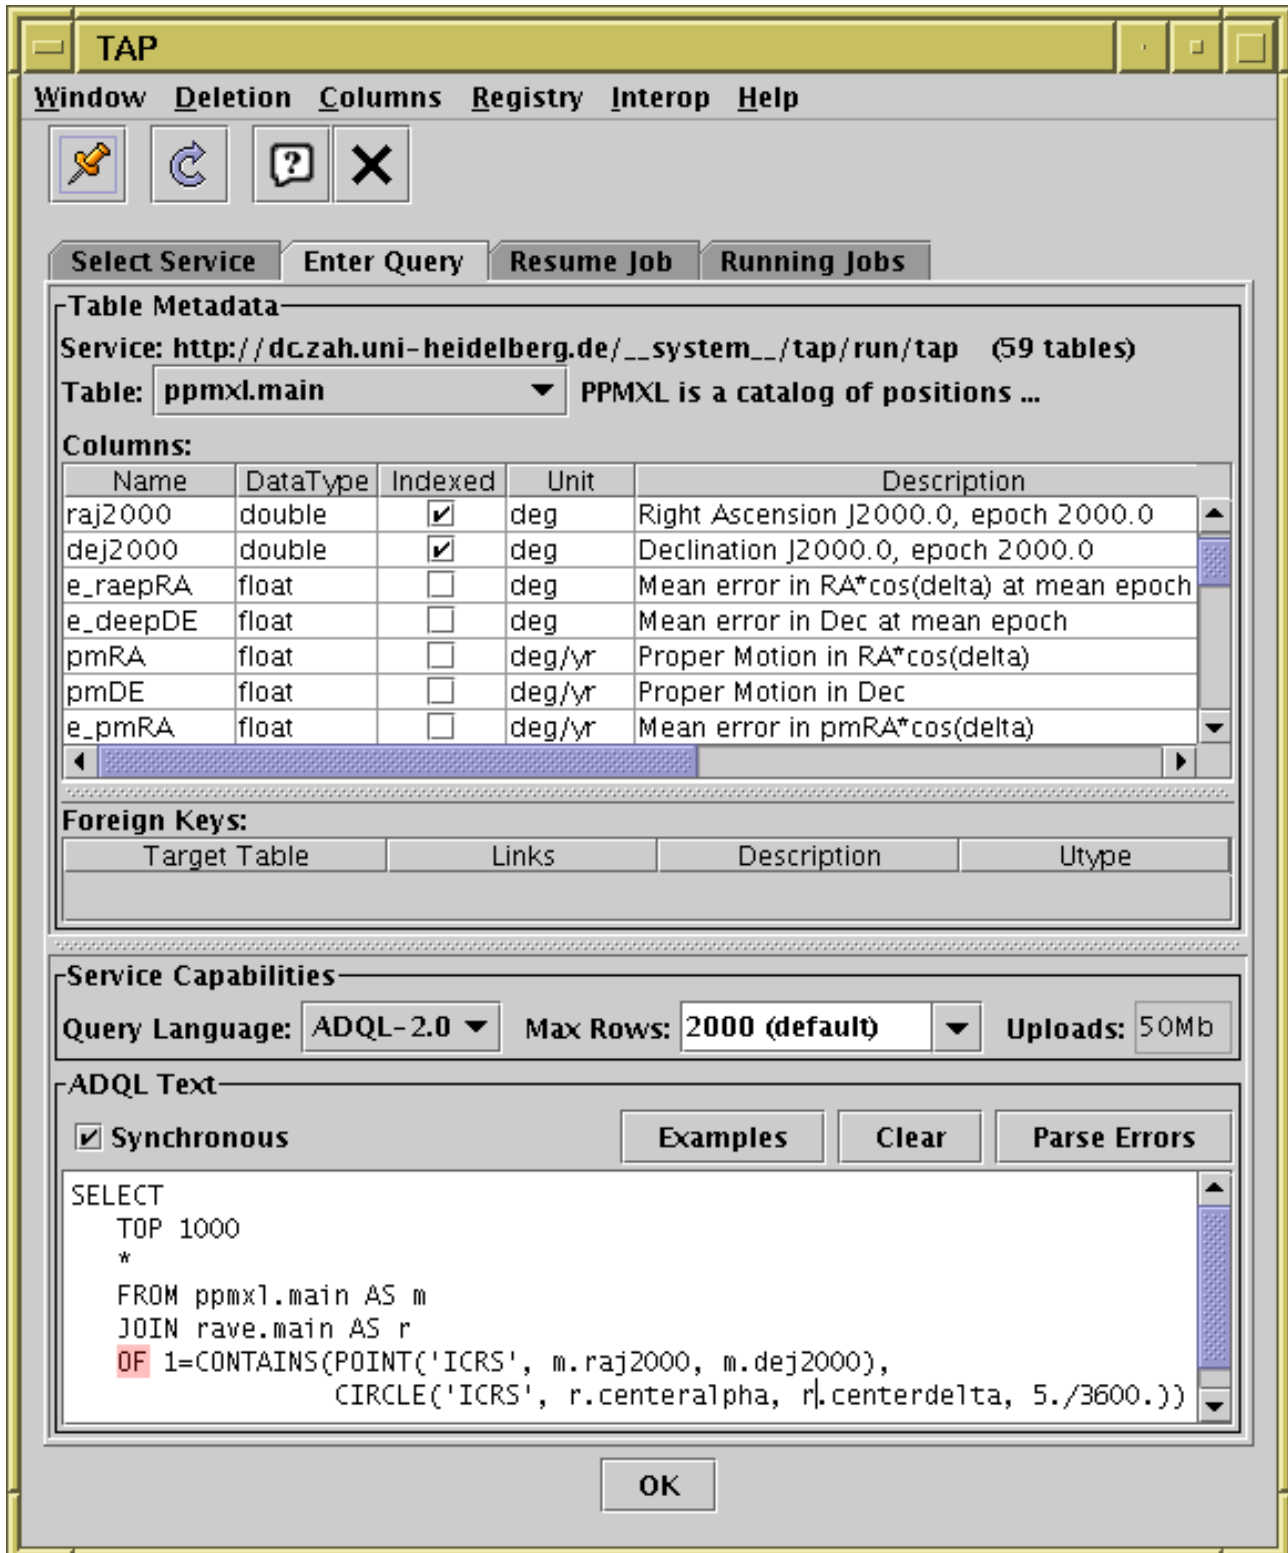 TAP
Window Deletion Columns Registry Interop Help
Select Service Enter Query Resume Job Running Jobs
Table Metadata
Service: http://dc.zah.uni-heidelberg.de/__system__/tap/run/tap (59 tables)
Table: ppmxl.main PPMXL is a catalog of positions ...
Columns:
Name DataType Indexed Unit Description
raj2000 double deg Right Ascension J2000.0, epoch 2000.0
dej2000 double deg Declination J2000.0, epoch 2000.0
e_raepRA float deg Mean error in RA*cos(delta) at mean epoch
e_deepDE float deg Mean error in Dec at mean epoch
pmRA float deg/yr Proper Motion in RA*cos(delta)
pmDE float deg/yr Proper Motion in Dec
e_pmRA float deg/yr Mean error in pmRA*cos(delta)
Foreign Keys:
Target Table Links Description Utype
Service Capabilities
Query Language: ADQL-2.0 Max Rows: 2000 (default) Uploads: 50Mb
ADQL Text
Synchronous Examples Clear Parse Errors
SELECT
TOP 1000
*
FROM ppmxl.main AS m
JOIN rave.main AS r
OF 1=CONTAINS(POINT('ICRS', m.raj2000, m.dej2000),
CIRCLE('ICRS', r.centeralpha, r.centerdelta, 5./3600.))
OK